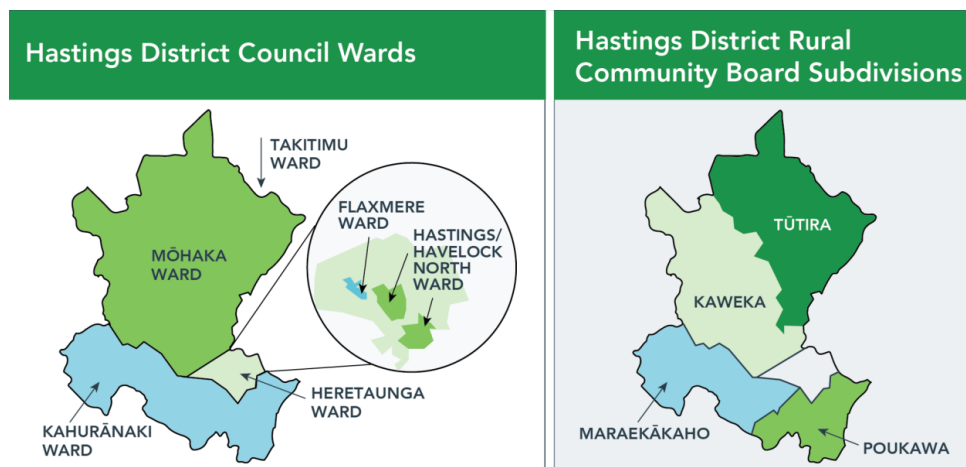 Hastings District Council Wards
TAKITIMU
WARD
FLAXMERE
WARD
HASTINGS/
HAVELOCK
NORTH
WARD
MŌHAKA
WARD
HERETAUNGA
WARD
KAHURĀNAKI
WARD
Hastings District Rural
Community Board Subdivisions
TŪTIRA
KAWEKA
MARAEKĀKAHO
POUKAWA